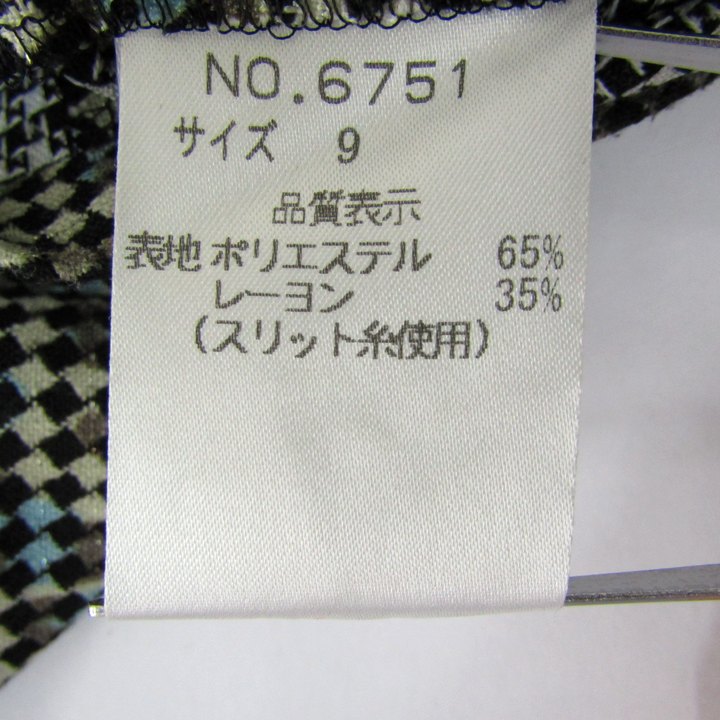 NO.6751
サイズ 9
品質表示
表地 ポリエステル 65%
レーヨン 35%
(スリット糸使用)